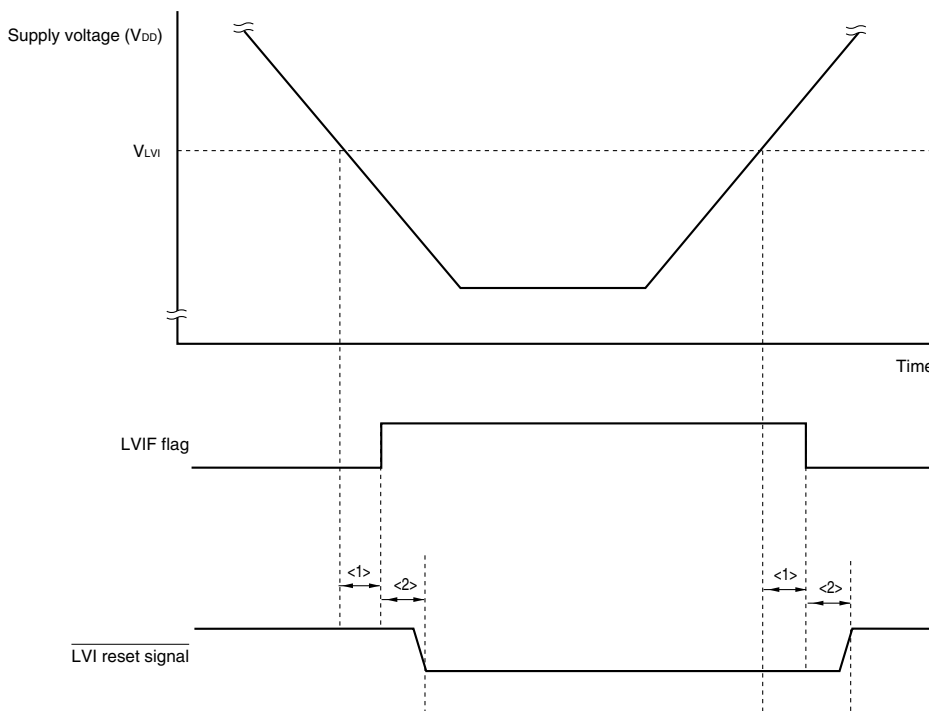 Supply voltage (VDD)
VLVI
Time
LVIF flag
<1>
<2>
<1>
<2>
LVI reset signal